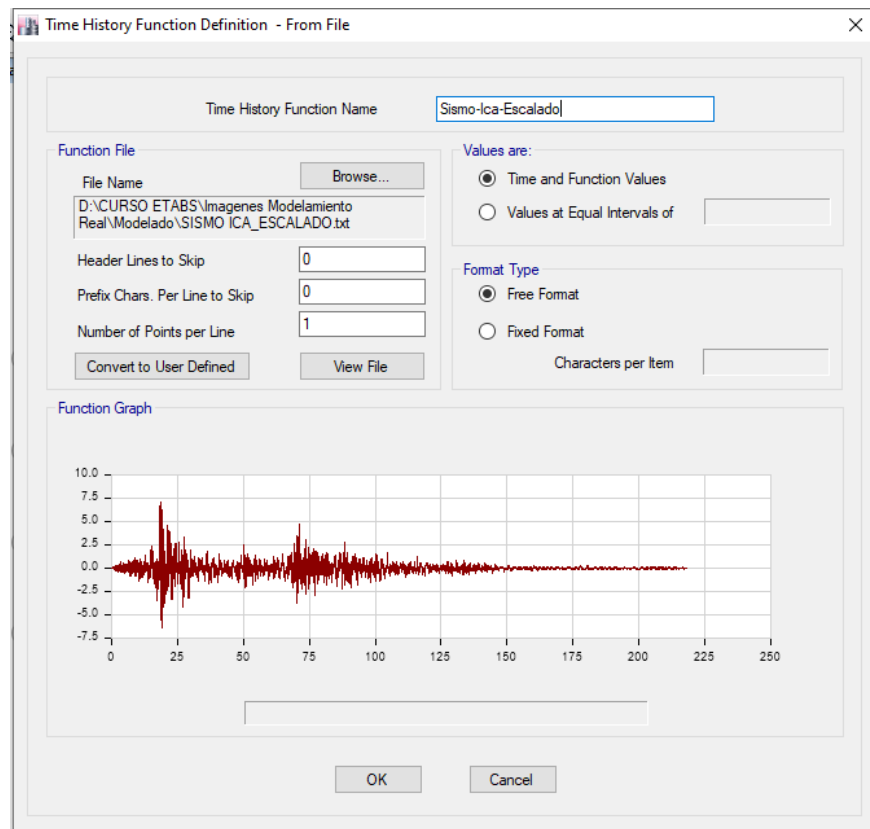 Time History Function Definition - From File
Time History Function Name
Sismo-Ica-Escalado
Function File
File Name
Browse...
D:\CURSO ETABS\Imagenes Modelamiento
Real\Modelado\SISMO ICA_ESCALADO.txt
Header Lines to Skip
0
Prefix Chars. Per Line to Skip
0
Number of Points per Line
1
Convert to User Defined
View File
Values are:
Time and Function Values
Values at Equal Intervals of
Format Type
Free Format
Fixed Format
Characters per Item
Function Graph
10.0
7.5
5.0
2.5
0.0
-2.5
-5.0
-7.5
0 25 50 75 100 125 150 175 200 225 250
OK
Cancel